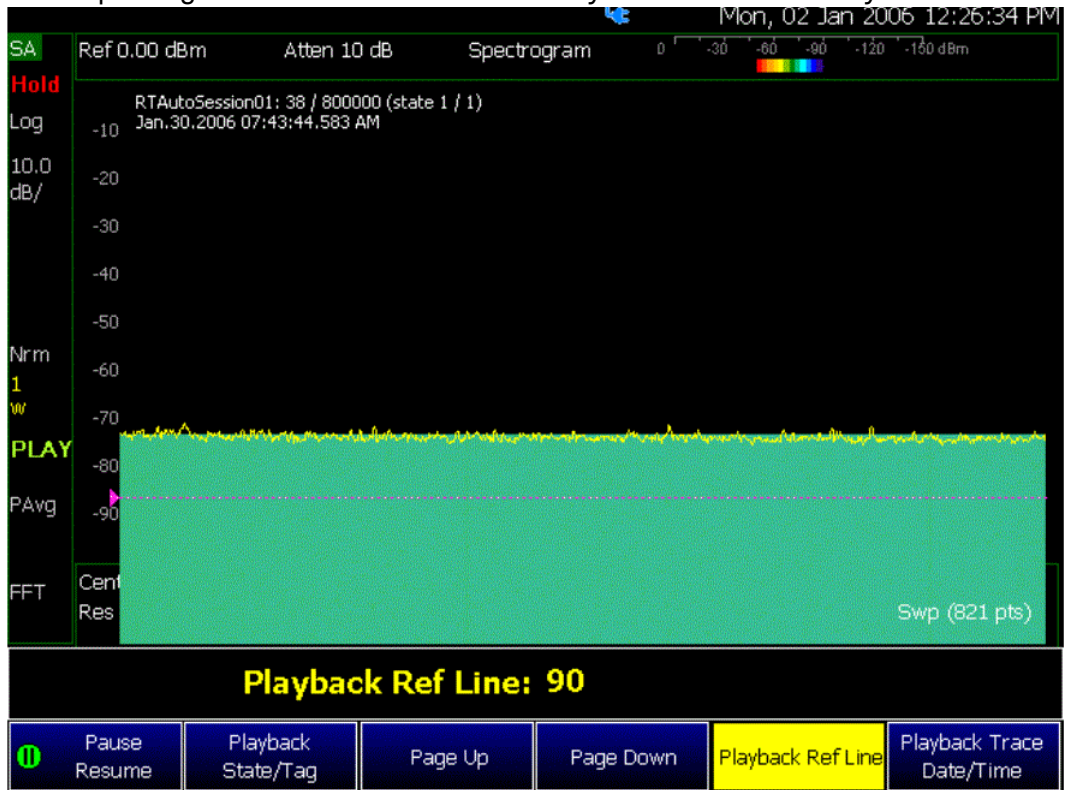 Mon, 02 Jan 2006 12:26:34 PM
SA
Ref 0.00 dBm Atten 10 dB Spectrogram
0 -30 -60 -90 -120 -150 dBm
Hold
RTAutoSession01: 38 / 800000 (state 1 / 1)
Jan.30.2006 07:43:44.583 AM
Log
-10
10.0
dB/
-20
-30
-40
-50
Nrm
-60
1
W
-70
PLAY
-80
PAvg
-90
FFT
Cent
Res
Swp (821 pts)
Playback Ref Line: 90
Pause
Resume
Playback
State/Tag
Page Up
Page Down
Playback Ref Line
Playback Trace
Date/Time